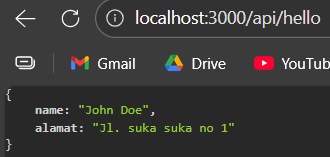 localhost:3000/api/hello
Gmail
Drive
YouTub
{
name: "John Doe",
alamat: "Jl. suka suka no 1"
}